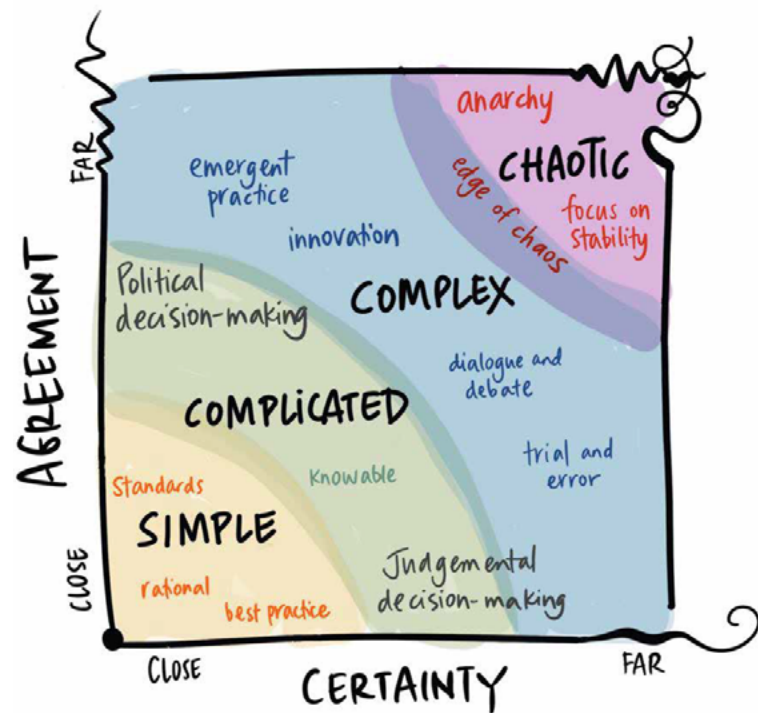 anarchy
CHAOTIC
focus on
stability
edge of chaos
FAR
emergent
practice
innovation
COMPLEX
Political
decision-making
dialogue and
debate
AGREEMENT
COMPLICATED
trial and
error
Knowable
Standards
SIMPLE
rational
best practice
Judgemental
decision-making
CLOSE
CLOSE
FAR
CERTAINTY